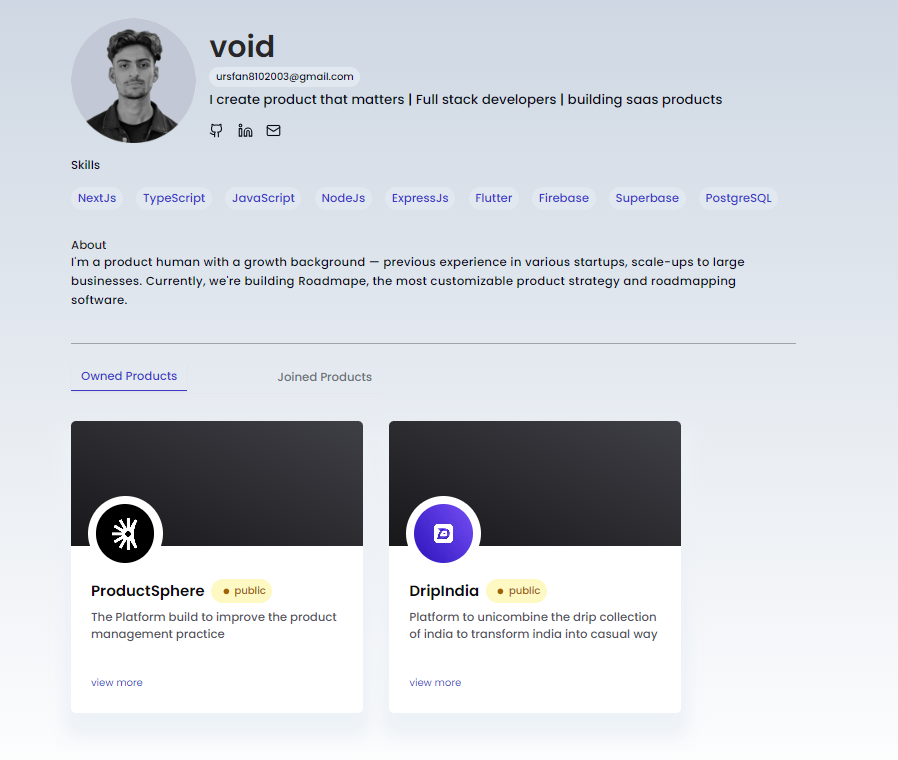 void
ursfan8102003@gmail.com
I create product that matters | Full stack developers | building saas products
Skills
NextJs TypeScript JavaScript NodeJs ExpressJs Flutter Firebase Superbase PostgreSQL
About
I'm a product human with a growth background — previous experience in various startups, scale-ups to large
businesses. Currently, we're building Roadmape, the most customizable product strategy and roadmapping
software.
Owned Products Joined Products
ProductSphere public
The Platform build to improve the product
management practice
view more
DripIndia public
Platform to unicombine the drip collection
of india to transform india into casual way
view more